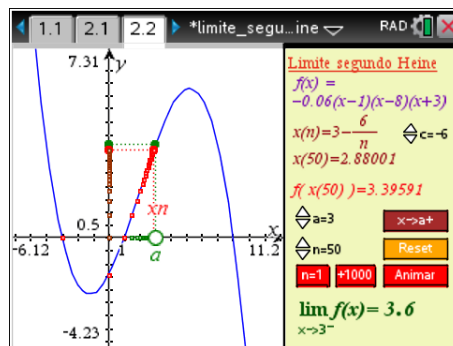 1.1 2.1 2.2 *limite_segu…ine RAD
7.31 y
0.5
x
-6.12 1 11.2
xn
a
-4.23
Limite segundo Heine
f(x) =
-0.06(x-1)(x-8)(x+3)
x(n)=3-6/n c=-6
x(50)=2.88001
f( x(50) )=3.39591
a=3 x->a+
n=50 Reset
n=1 +1000 Animar
lim f(x)= 3.6
x->3⁻